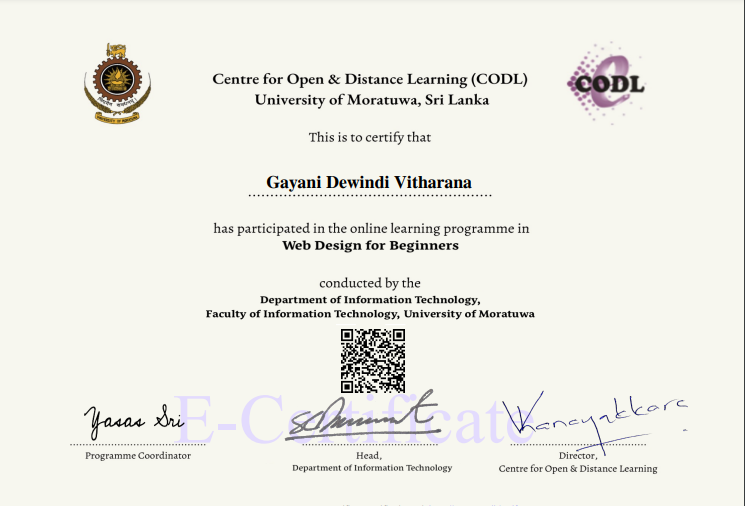 Centre for Open & Distance Learning (CODL)
University of Moratuwa, Sri Lanka
CODL
UNIVERSITY OF MORATUWA
This is to certify that
Gayani Dewindi Vitharana
has participated in the online learning programme in
Web Design for Beginners
conducted by the
Department of Information Technology,
Faculty of Information Technology, University of Moratuwa
E-Certificate
Yasas Sri
Programme Coordinator
Head,
Department of Information Technology
Director,
Centre for Open & Distance Learning